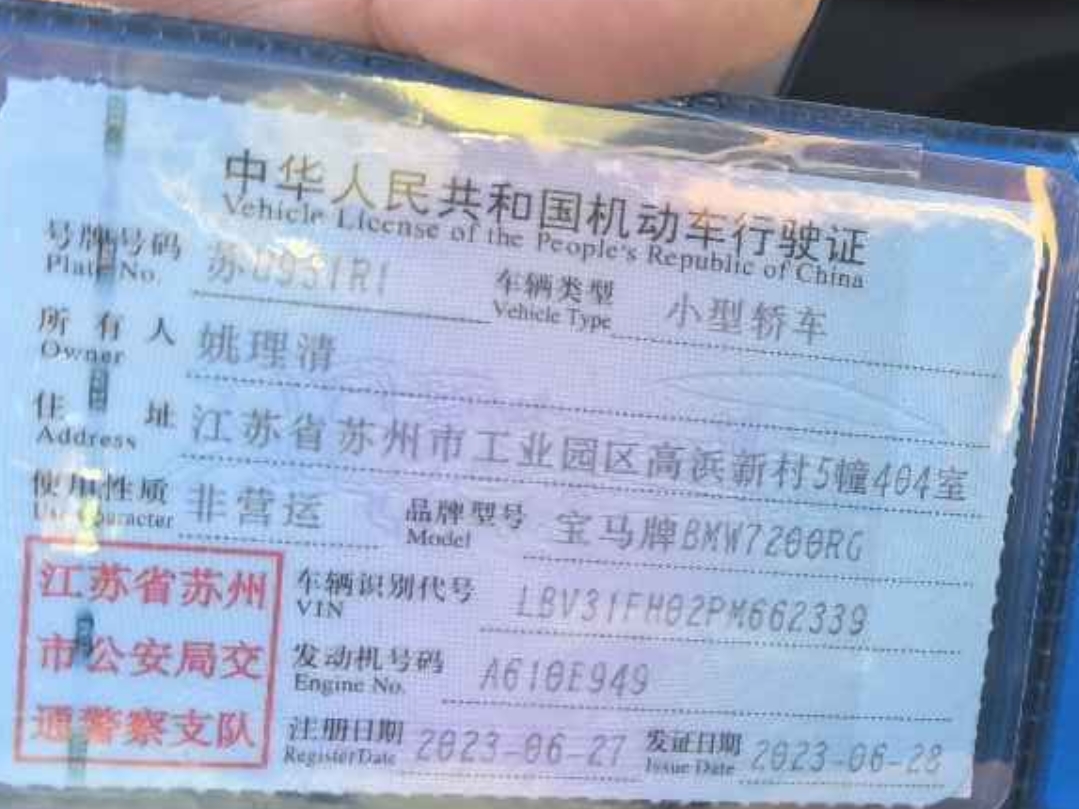 中华人民共和国机动车行驶证
Vehicle License of the People's Republic of China
号牌号码 车辆类型 小型轿车
Plate No. Vehicle Type
所有人 姚理清
Owner
住址 江苏省苏州市工业园区高浜新村5幢404室
Address
使用性质 非营运 品牌型号 宝马牌BMW7200RG
Use Character Model
江苏省苏州 车辆识别代号 LBV31FH02PM662339
VIN
市公安局交 发动机号码 A610E949
Engine No.
通警察支队 注册日期 2023-06-27 发证日期 2023-06-28
Register Date Issue Date